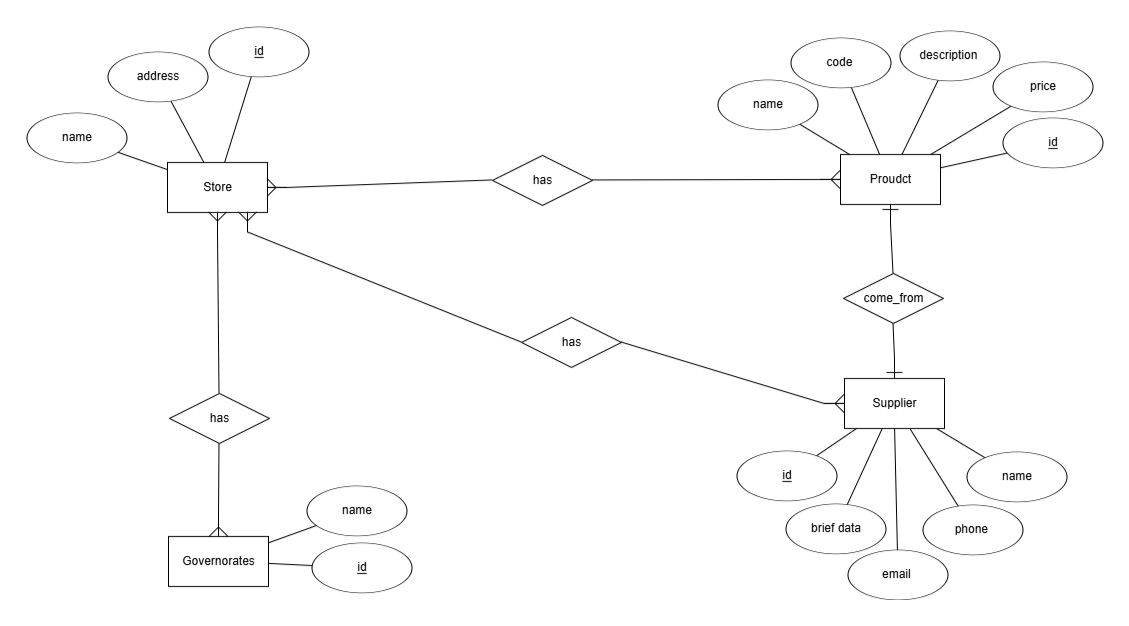 id
address
name
Store
has
description
code
price
name
id
Proudct
come_from
has
Supplier
has
id
name
brief data
phone
email
name
Governorates
id